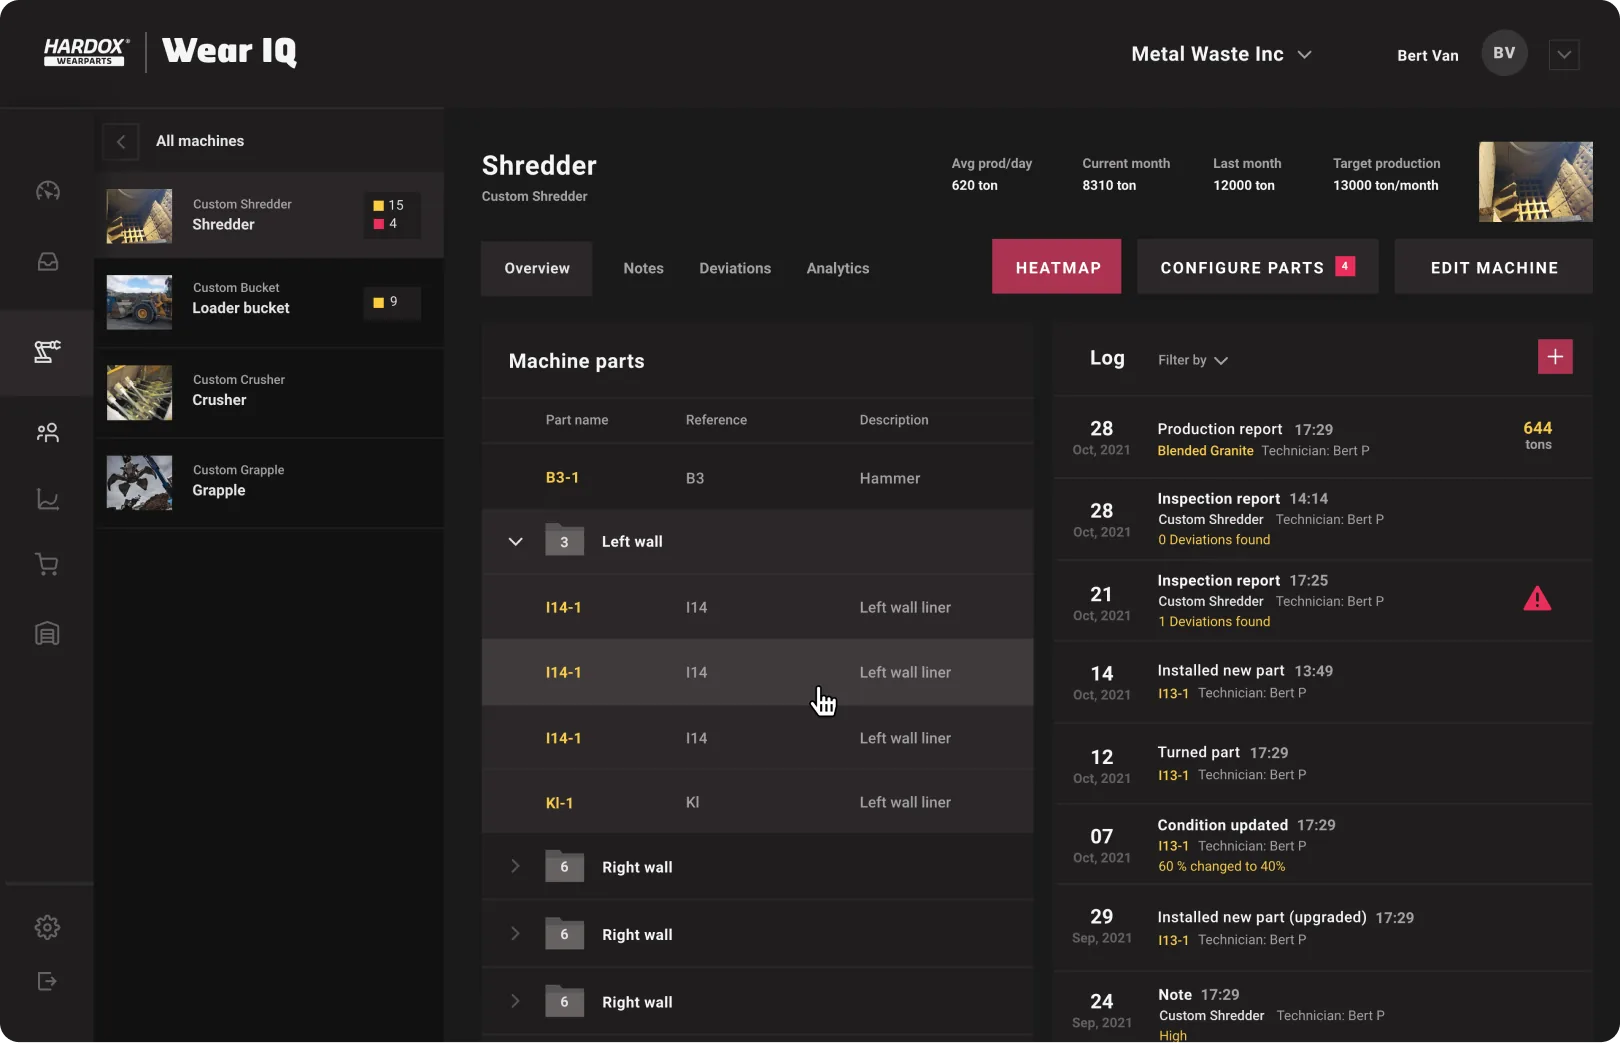 HARDOX®
WEARPARTS
Wear IQ
Metal Waste Inc
Bert Van
BV
All machines
Custom Shredder
Shredder
15
4
Custom Bucket
Loader bucket
9
Custom Crusher
Crusher
Custom Grapple
Grapple
Shredder
Custom Shredder
Avg prod/day
620 ton
Current month
8310 ton
Last month
12000 ton
Target production
13000 ton/month
Overview
Notes
Deviations
Analytics
HEATMAP
CONFIGURE PARTS 4
EDIT MACHINE
Machine parts
Part name Reference Description
B3-1 B3 Hammer
3 Left wall
I14-1 I14 Left wall liner
I14-1 I14 Left wall liner
I14-1 I14 Left wall liner
KI-1 KI Left wall liner
6 Right wall
6 Right wall
6 Right wall
Log Filter by
28
Oct, 2021
Production report 17:29
Blended Granite Technician: Bert P
644
tons
28
Oct, 2021
Inspection report 14:14
Custom Shredder Technician: Bert P
0 Deviations found
21
Oct, 2021
Inspection report 17:25
Custom Shredder Technician: Bert P
1 Deviations found
14
Oct, 2021
Installed new part 13:49
I13-1 Technician: Bert P
12
Oct, 2021
Turned part 17:29
I13-1 Technician: Bert P
07
Oct, 2021
Condition updated 17:29
I13-1 Technician: Bert P
60 % changed to 40%
29
Sep, 2021
Installed new part (upgraded) 17:29
I13-1 Technician: Bert P
24
Sep, 2021
Note 17:29
Custom Shredder Technician: Bert P
High